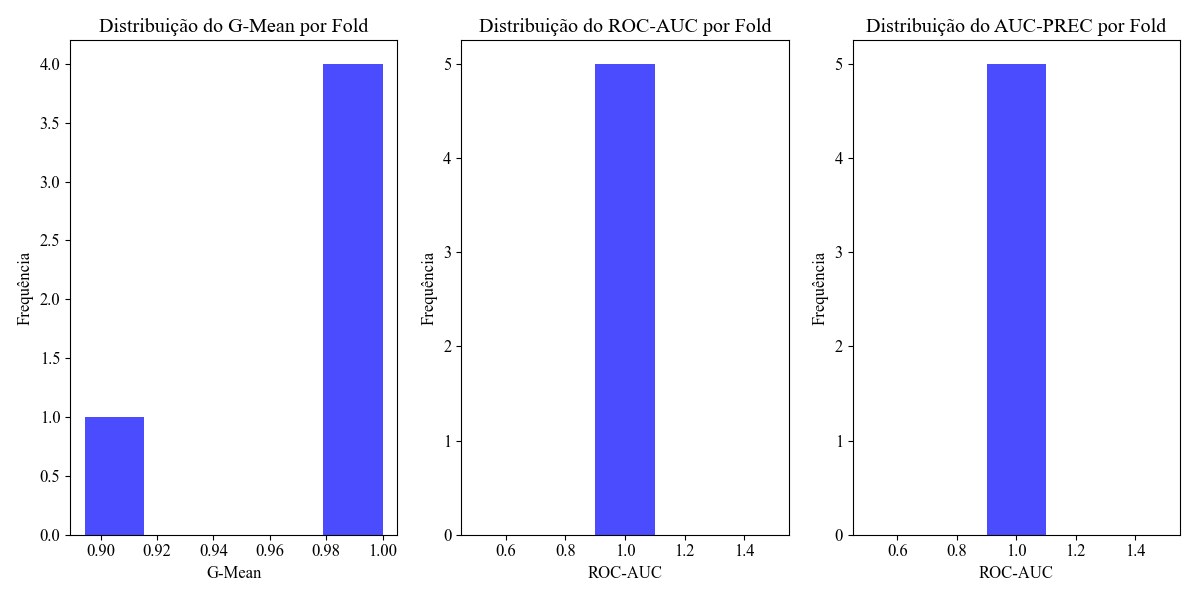 Distribuição do G-Mean por Fold
4.0
3.5
3.0
2.5
2.0
1.5
1.0
0.5
0.0
Frequência
0.90 0.92 0.94 0.96 0.98 1.00
G-Mean
Distribuição do ROC-AUC por Fold
5
4
3
2
1
0
Frequência
0.6 0.8 1.0 1.2 1.4
ROC-AUC
Distribuição do AUC-PREC por Fold
5
4
3
2
1
0
Frequência
0.6 0.8 1.0 1.2 1.4
ROC-AUC